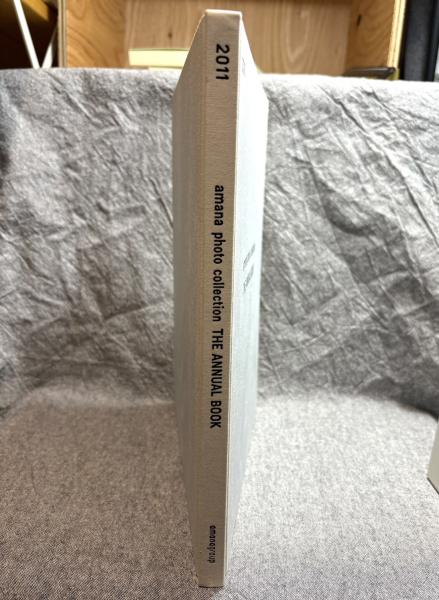 2011
amana photo collection THE ANNUAL BOOK
amanagroup